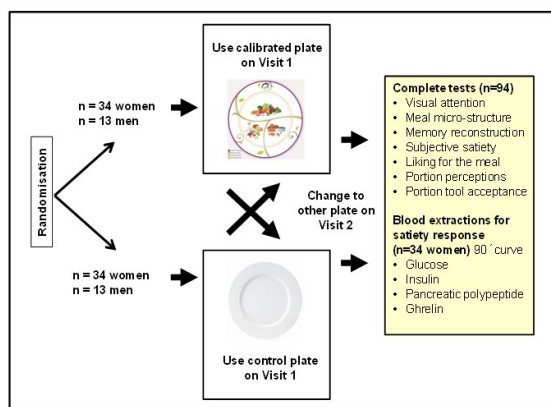 Randomisation
n = 34 women
n = 13 men
n = 34 women
n = 13 men
Use calibrated plate
on Visit 1
Change to
other plate on
Visit 2
Use control plate
on Visit 1
Complete tests (n=94)
• Visual attention
• Meal micro-structure
• Memory reconstruction
• Subjective satiety
• Liking for the meal
• Portion perceptions
• Portion tool acceptance
Blood extractions for
satiety response
(n=34 women) 90´curve
• Glucose
• Insulin
• Pancreatic polypeptide
• Ghrelin